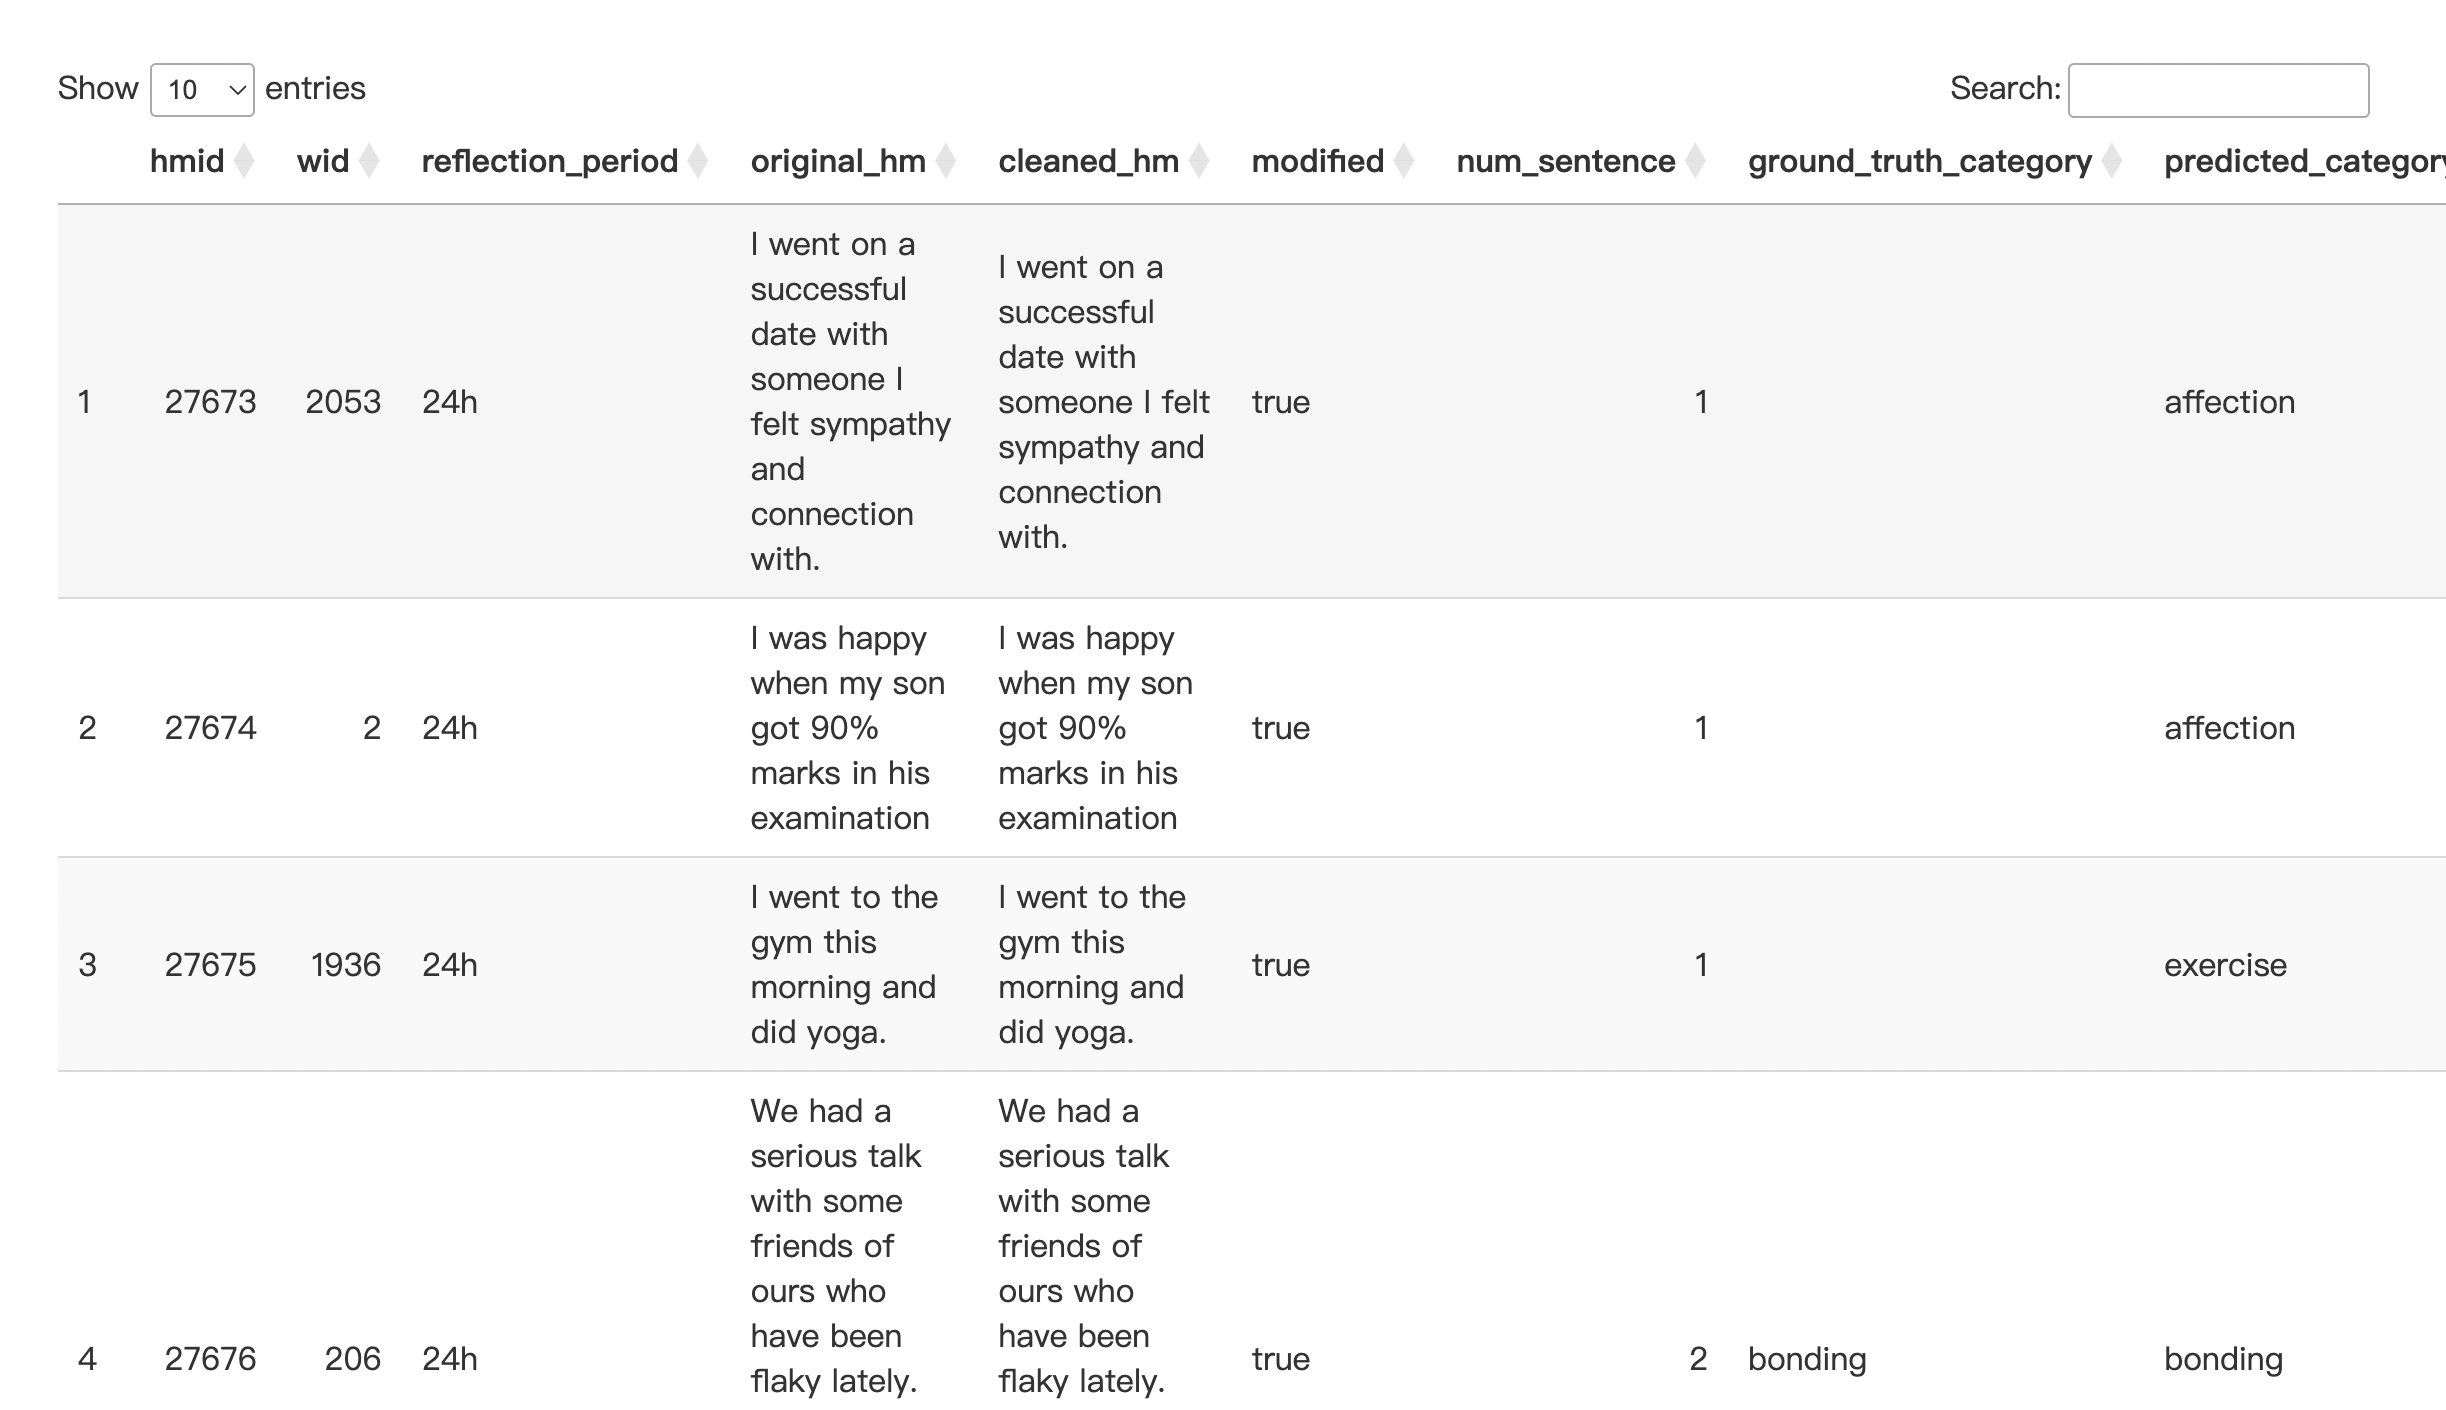 Show 10 entries Search:
hmid wid reflection_period original_hm cleaned_hm modified num_sentence ground_truth_category predicted_category
1 27673 2053 24h I went on a successful date with someone I felt sympathy and connection with. I went on a successful date with someone I felt sympathy and connection with. true 1 affection
2 27674 2 24h I was happy when my son got 90% marks in his examination I was happy when my son got 90% marks in his examination true 1 affection
3 27675 1936 24h I went to the gym this morning and did yoga. I went to the gym this morning and did yoga. true 1 exercise
4 27676 206 24h We had a serious talk with some friends of ours who have been flaky lately. We had a serious talk with some friends of ours who have been flaky lately. true 2 bonding bonding